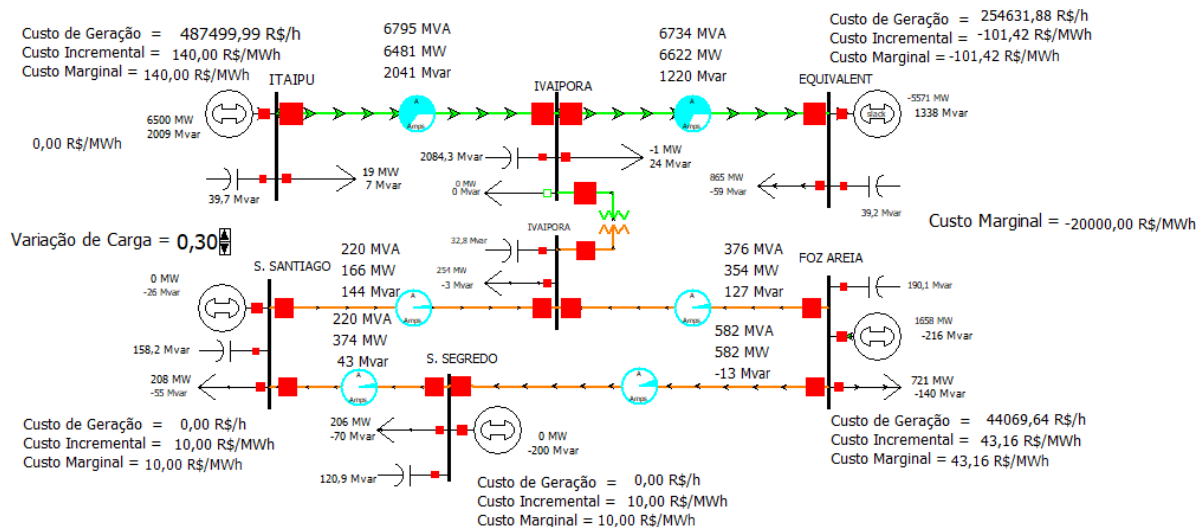 Custo de Geração = 487499,99 R$/h
Custo Incremental = 140,00 R$/MWh
Custo Marginal = 140,00 R$/MWh
6795 MVA
6481 MW
2041 Mvar
6734 MVA
6622 MW
1220 Mvar
Custo de Geração = 254631,88 R$/h
Custo Incremental = -101,42 R$/MWh
Custo Marginal = -101,42 R$/MWh
ITAIPU
IVAIPORA
EQUIVALENT
A
Amps
A
Amps
slack
6500 MW
2009 Mvar
-5571 MW
1338 Mvar
0,00 R$/MWh
2084,3 Mvar
-1 MW
24 Mvar
19 MW
7 Mvar
39,7 Mvar
0 MW
0 Mvar
865 MW
-59 Mvar
39,2 Mvar
Custo Marginal = -20000,00 R$/MWh
Variação de Carga = 0,30
IVAIPORA
32,8 Mvar
254 MW
-3 Mvar
220 MVA
166 MW
144 Mvar
376 MVA
354 MW
127 Mvar
S. SANTIAGO
FOZ AREIA
0 MW
-26 Mvar
A
Amps
A
Amps
190,1 Mvar
1658 MW
-216 Mvar
158,2 Mvar
220 MVA
374 MW
43 Mvar
582 MVA
582 MW
-13 Mvar
S. SEGREDO
208 MW
-55 Mvar
A
Amps
A
Amps
721 MW
-140 Mvar
206 MW
-70 Mvar
0 MW
-200 Mvar
120,9 Mvar
Custo de Geração = 0,00 R$/h
Custo Incremental = 10,00 R$/MWh
Custo Marginal = 10,00 R$/MWh
Custo de Geração = 44069,64 R$/h
Custo Incremental = 43,16 R$/MWh
Custo Marginal = 43,16 R$/MWh
Custo de Geração = 0,00 R$/h
Custo Incremental = 10,00 R$/MWh
Custo Marginal = 10,00 R$/MWh